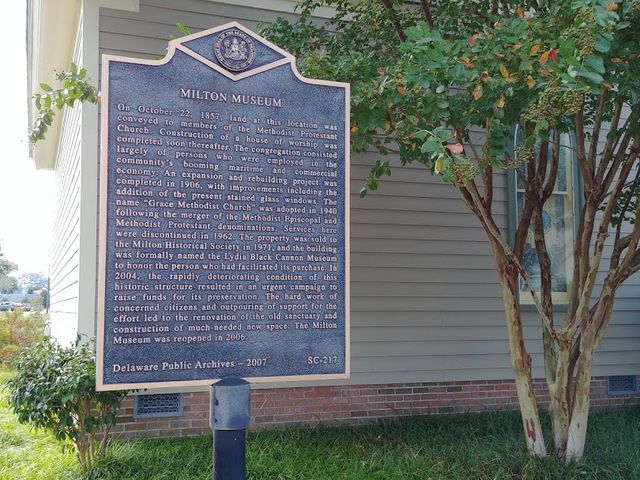 MILTON MUSEUM
On October 22, 1857, land at this location was
conveyed to members of the Methodist Protestant
Church. Construction of a house of worship was
completed soon thereafter. The congregation consisted
largely of persons who were employed in the
community's booming maritime and commercial
economy. An expansion and rebuilding project was
completed in 1906, with improvements including the
addition of the present stained glass windows. The
name "Grace Methodist Church" was adopted in 1940
following the merger of the Methodist Episcopal and
Methodist Protestant denominations. Services here
were discontinued in 1962. The property was sold to
the Milton Historical Society in 1971, and the building
was formally named the Lydia Black Cannon Museum
to honor the person who had facilitated its purchase. In
2004, the rapidly deteriorating condition of this
historic structure resulted in an urgent campaign to
raise funds for its preservation. The hard work of
concerned citizens and outpouring of support for the
effort led to the renovation of the old sanctuary and
construction of much-needed new space. The Milton
Museum was reopened in 2006.
Delaware Public Archives – 2007 SC-217